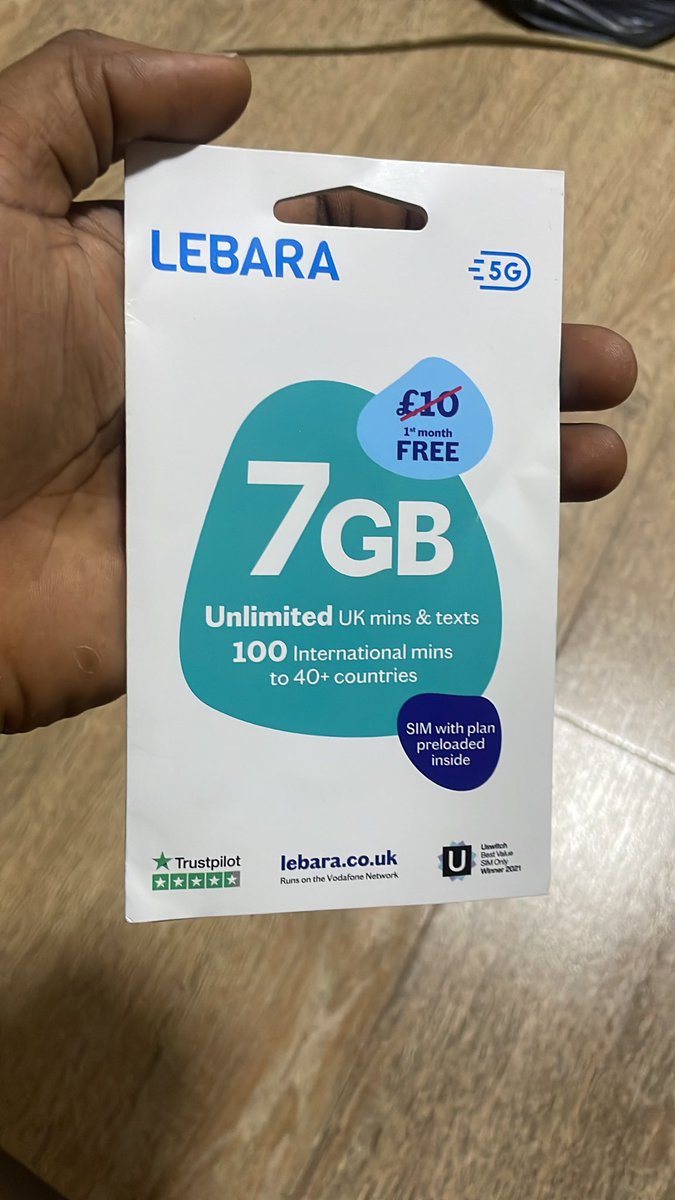 LEBARA
5G
£10
1st month
FREE
7GB
Unlimited UK mins & texts
100 International mins
to 40+ countries
SIM with plan
preloaded
inside
Trustpilot
lebara.co.uk
Runs on the Vodafone Network
U
Uswitch
Best Value
SIM Only
Winner 2021